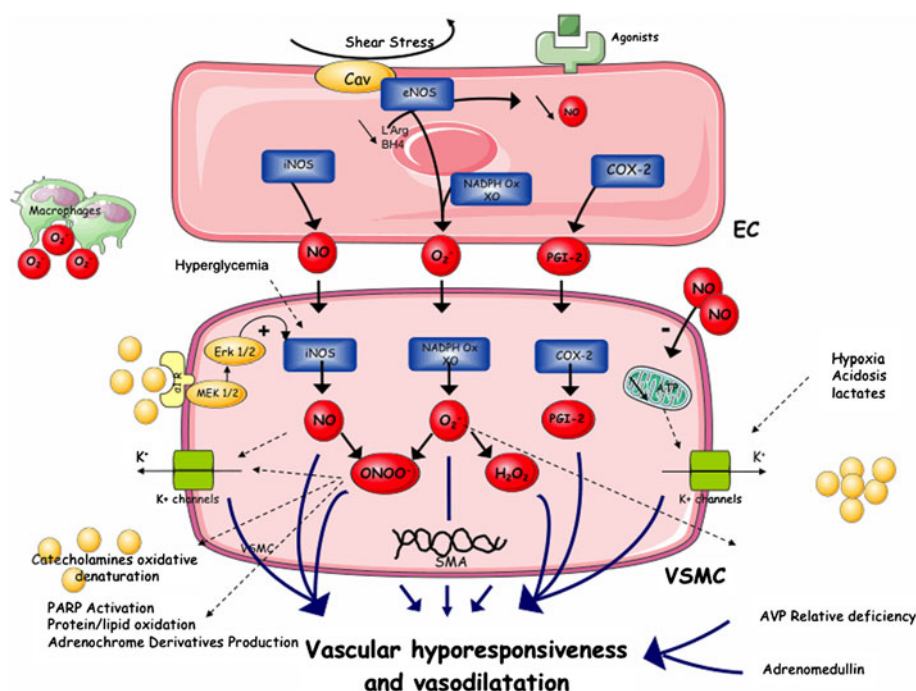 Shear Stress
Agonists
Cav
eNOS
NO
L'Arg
BH4
iNOS
NADPH Ox
XO
COX-2
EC
Macrophages
O₂⁻
O₂⁻
O₂⁻
NO
O₂⁻
PGI-2
Hyperglycemia
NO
NO
+
-
Erk 1/2
iNOS
NADPH Ox
XO
COX-2
ATP
Hypoxia
Acidosis
lactates
α1R
MEK 1/2
NO
O₂⁻
PGI-2
K⁺
K⁺
ONOO⁻
H₂O₂
K+ channels
K+ channels
VSMC
SMA
VSMC
Catecholamines oxidative
denaturation
PARP Activation
Protein/lipid oxidation
Adrenochrome Derivatives Production
AVP Relative deficiency
Vascular hyporesponsiveness
and vasodilatation
Adrenomedullin